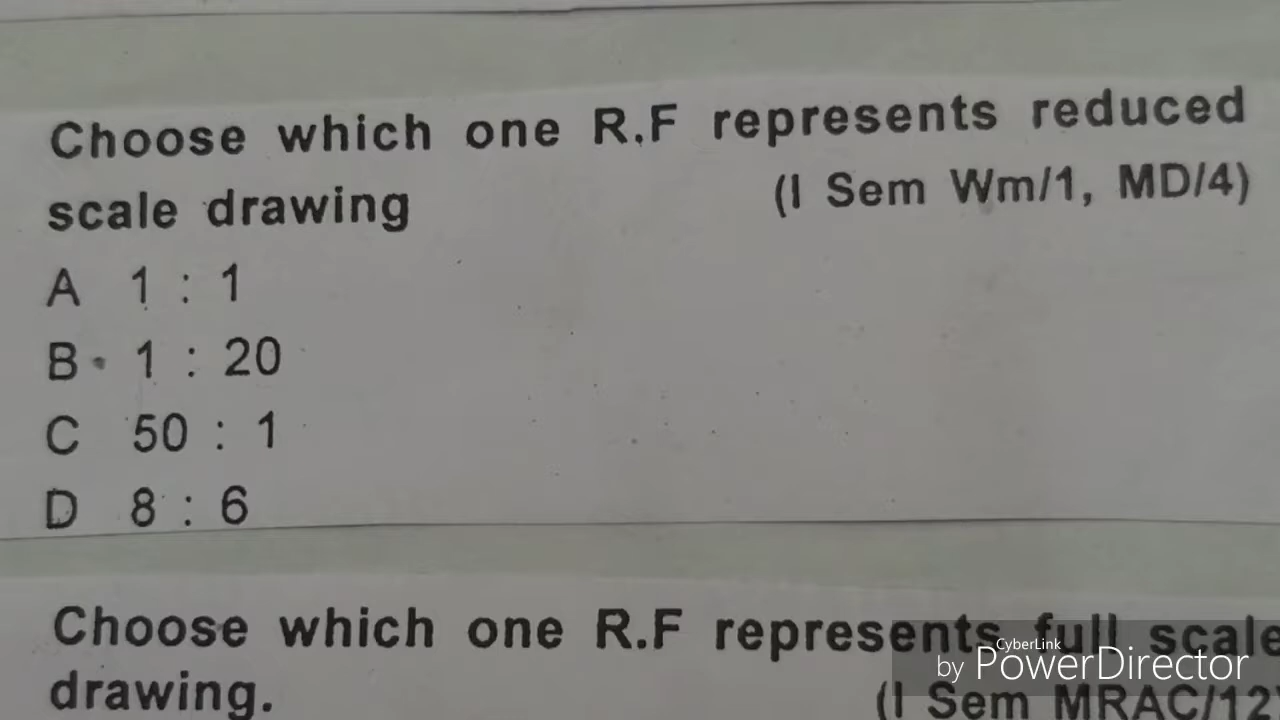 Choose which one R.F represents reduced
scale drawing (I Sem Wm/1, MD/4)
A 1 : 1
B 1 : 20
C 50 : 1
D 8 : 6
Choose which one R.F represents full scale
drawing. (I Sem MRAC/12)
CyberLink
by PowerDirector